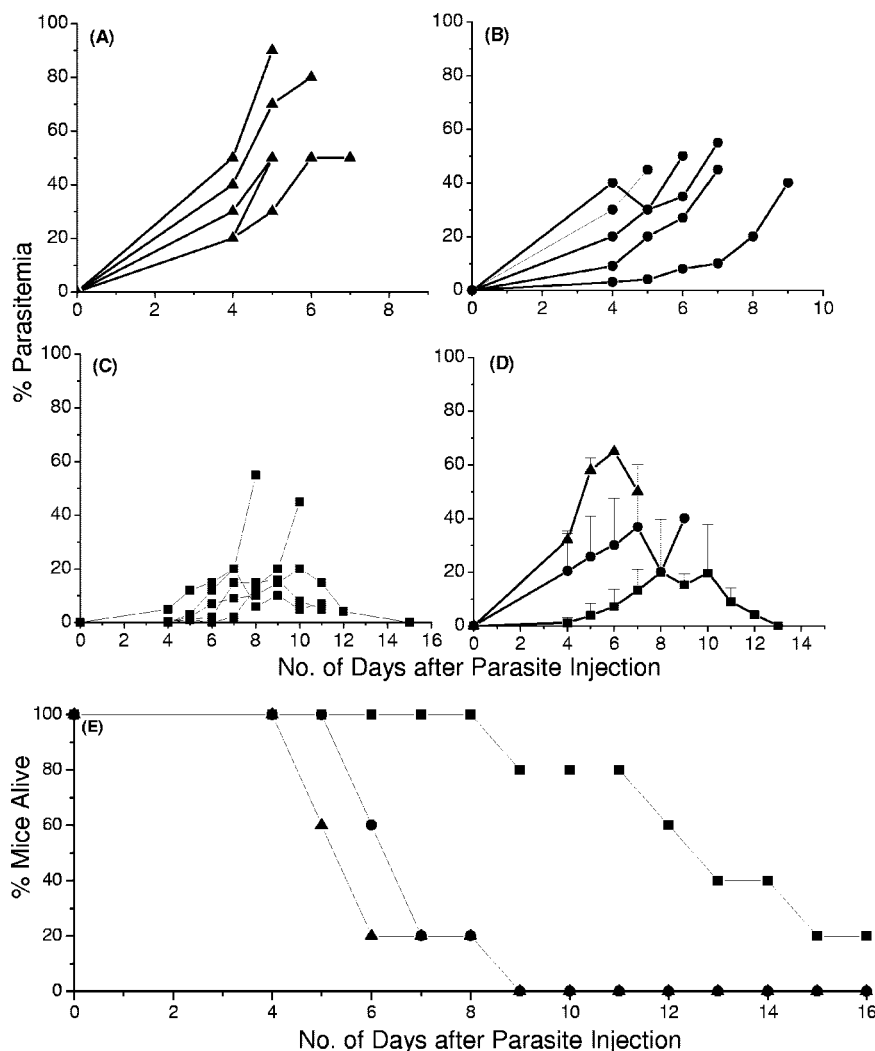 (A)
(B)
100
80
60
40
20
0
100
80
60
40
20
0
0 2 4 6 8
0 2 4 6 8 10
% Parasitemia
(C)
(D)
100
80
60
40
20
0
100
80
60
40
20
0
0 2 4 6 8 10 12 14 16
0 2 4 6 8 10 12 14
No. of Days after Parasite Injection
(E)
% Mice Alive
100
80
60
40
20
0
0 2 4 6 8 10 12 14 16
No. of Days after Parasite Injection